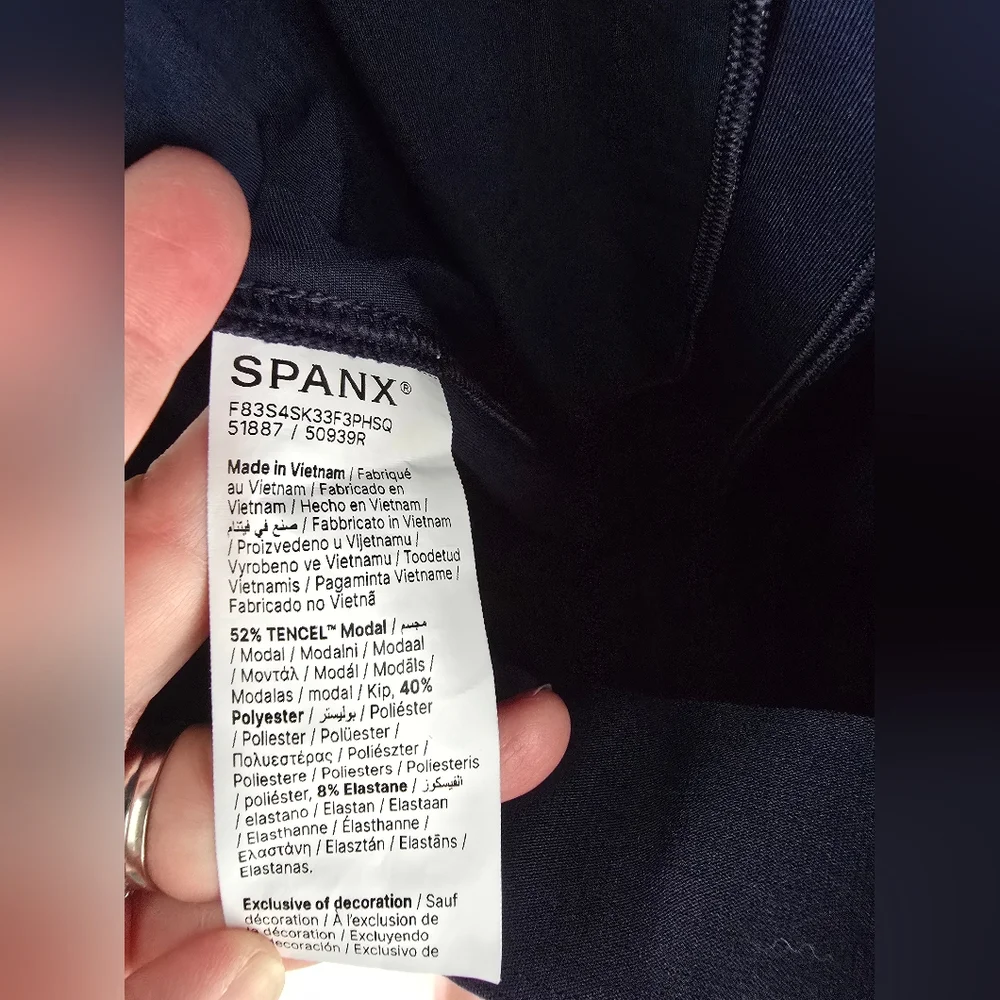 SPANX®
F83S4SK33F3PHSQ
51887 / 50939R
Made in Vietnam / Fabriqué
au Vietnam / Fabricado en
Vietnam / Hecho en Vietnam /
صنع في فيتنام / Fabbricato in Vietnam
/ Proizvedeno u Vijetnamu /
Vyrobeno ve Vietnamu / Toodetud
Vietnamis / Pagaminta Vietname /
Fabricado no Vietnã
52% TENCEL™ Modal /
/ Modal / Modalni / Modaal
/ Μοντάλ / Modál / Modāls /
Modalas / modal / Kip, 40%
Polyester / بوليستر / Poliéster
/ Poliester / Polüester /
Πολυεστέρας / Poliészter /
Poliestere / Poliesters / Poliesteris
/ poliéster, 8% Elastane /
/ elastano / Elastan / Elastaan
/ Elasthanne / Élasthanne /
Ελαστάνη / Elasztán / Elastāns /
Elastanas.
Exclusive of decoration / Sauf
décoration / À l'exclusion de
la décoration / Excluyendo
decoración / Exclusivo de